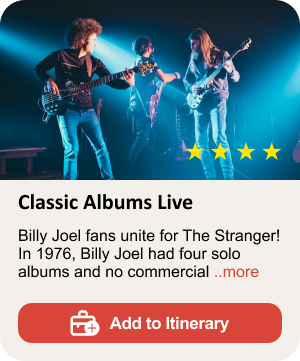 Classic Albums Live
Billy Joel fans unite for The Stranger!
In 1976, Billy Joel had four solo
albums and no commercial ..more
Add to Itinerary